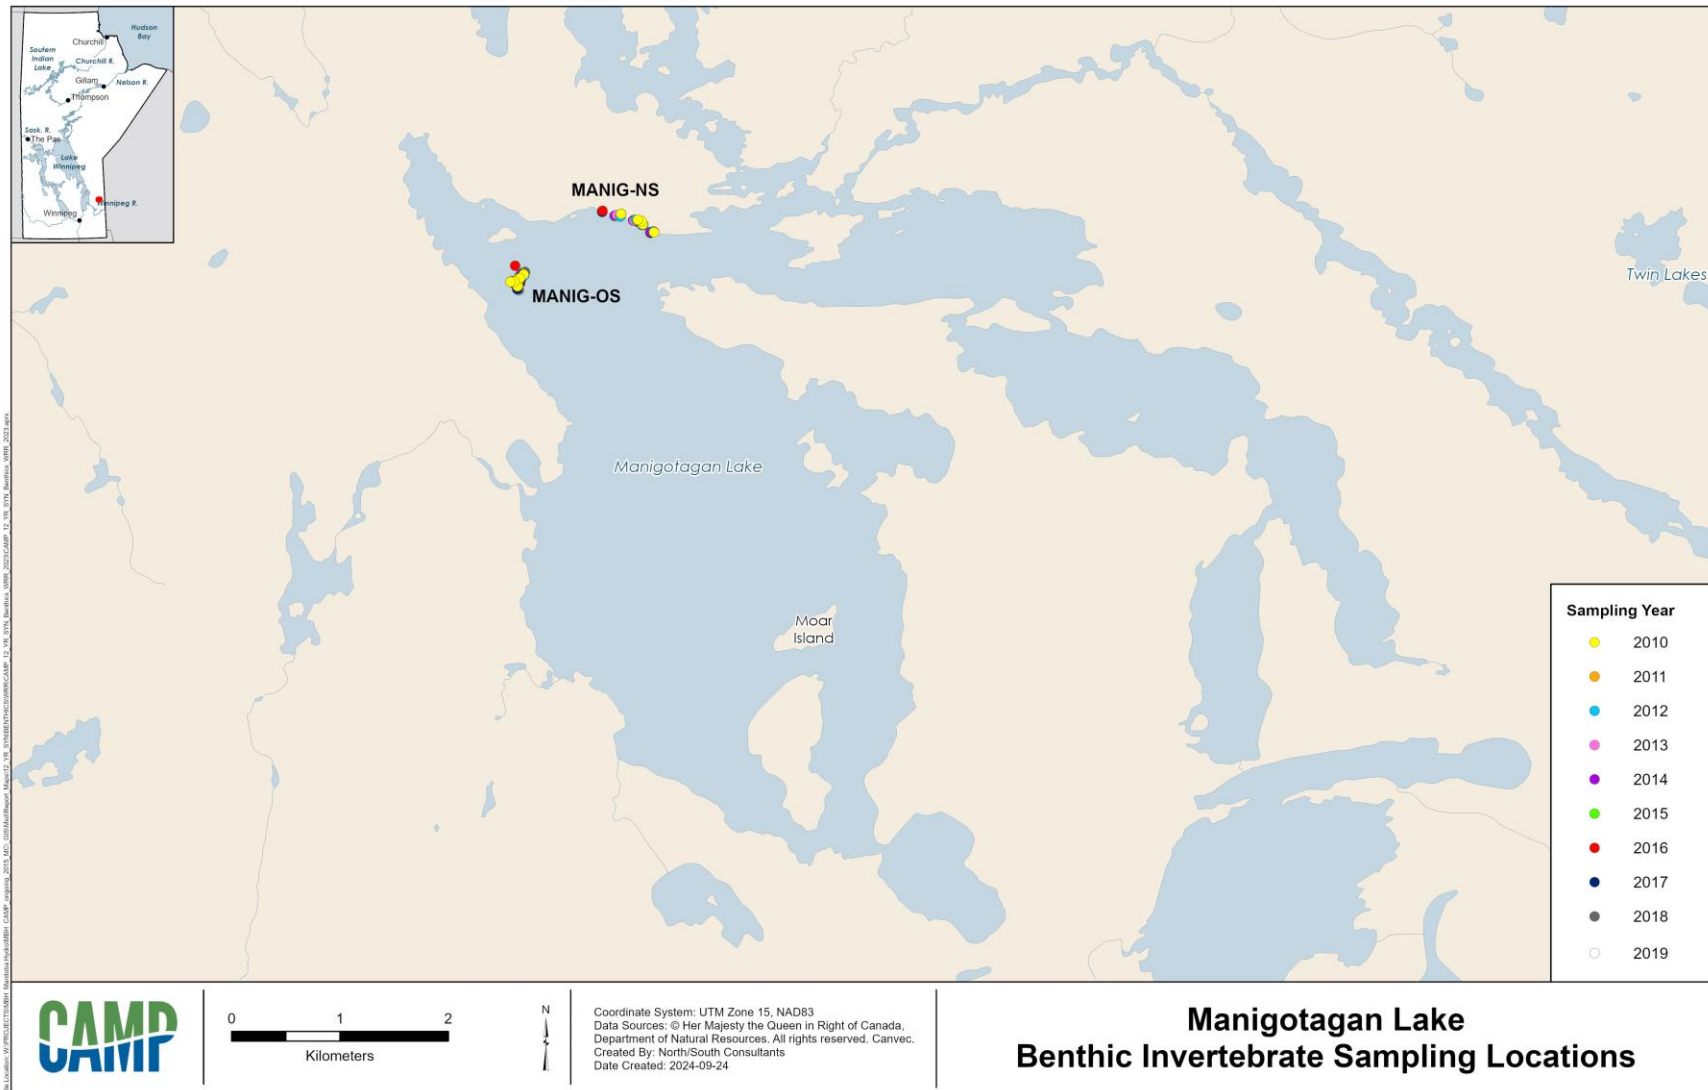 Hudson
Bay
Churchill
Soutern
Indian
Lake
Churchill R.
Gillam
Nelson R.
Thompson
Sask. R.
The Pas
Lake
Winnipeg
Winnipeg R.
Winnipeg
MANIG-NS
MANIG-OS
Twin Lakes
Manigotagan Lake
Moar
Island
Sampling Year
2010
2011
2012
2013
2014
2015
2016
2017
2018
2019
CAMP
0 1 2
Kilometers
N
Coordinate System: UTM Zone 15, NAD83
Data Sources: © Her Majesty the Queen in Right of Canada,
Department of Natural Resources. All rights reserved. Canvec.
Created By: North/South Consultants
Date Created: 2024-09-24
Manigotagan Lake
Benthic Invertebrate Sampling Locations